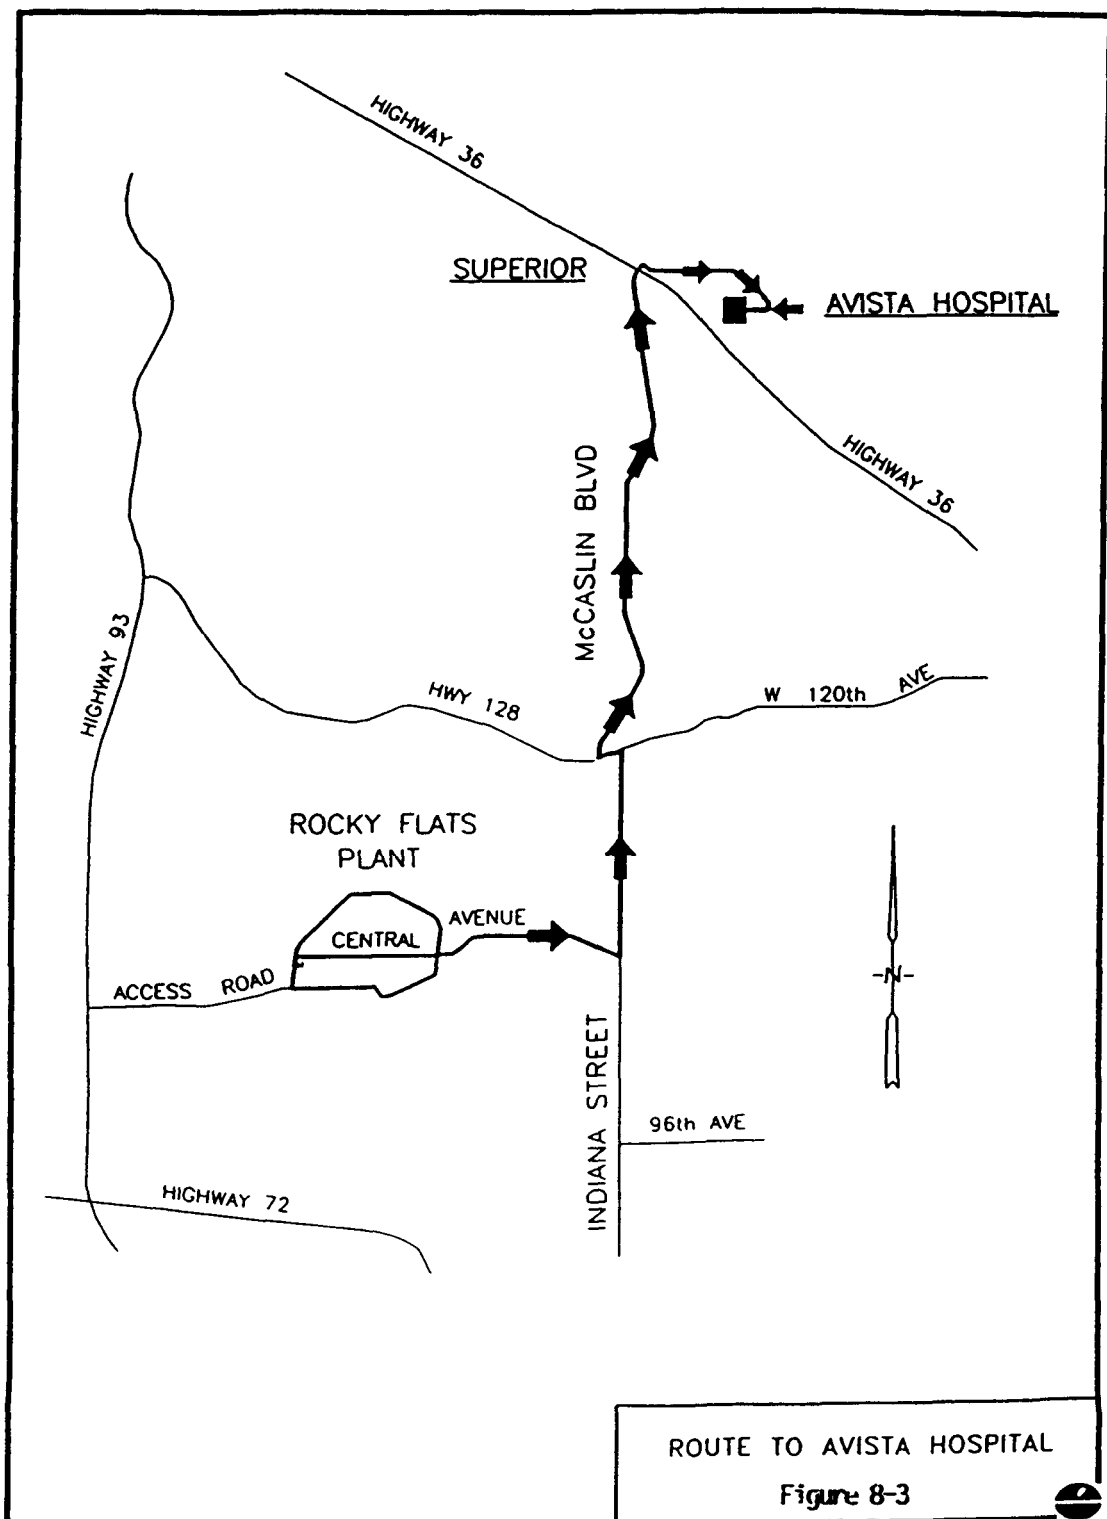 HIGHWAY 36
SUPERIOR
AVISTA HOSPITAL
HIGHWAY 36
McCASLIN BLVD
HIGHWAY 93
HWY 128
W 120th AVE
ROCKY FLATS
PLANT
CENTRAL AVENUE
ACCESS ROAD
-N-
INDIANA STREET
96th AVE
HIGHWAY 72
ROUTE TO AVISTA HOSPITAL
Figure 8-3